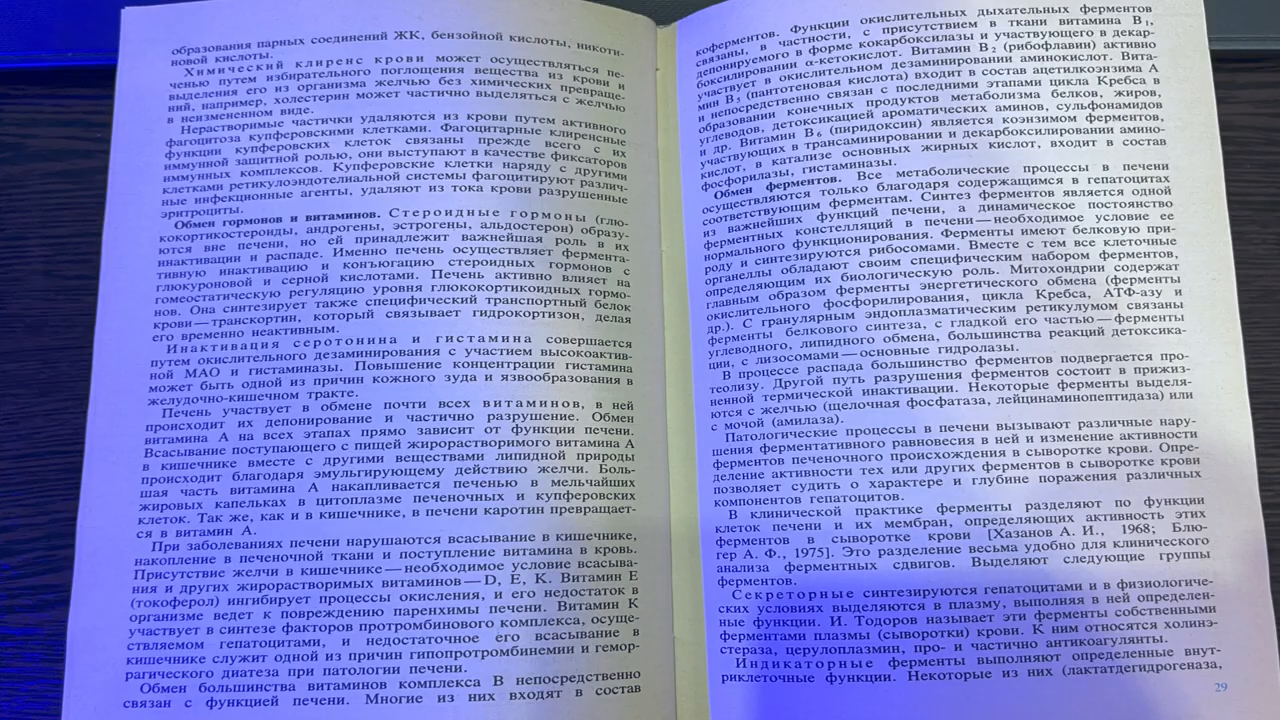 образования парных соединений ЖК, бензойной кислоты, никоти-
новой кислоты.
Химический клиренс крови может осуществляться пе-
ченью путем избирательного поглощения вещества из крови и
выделения его из организма желчью без химических превраще-
ний, например, холестерин может частично выделяться с желчью
в неизмененном виде.
Нерастворимые частички удаляются из крови путем активного
фагоцитоза купферовскими клетками. Фагоцитарные клиренсные
функции купферовских клеток связаны прежде всего с их
иммунной защитной ролью, они выступают в качестве фиксаторов
иммунных комплексов. Купферовские клетки наряду с другими
клетками ретикулоэндотелиальной системы фагоцитируют различ-
ные инфекционные агенты, удаляют из тока крови разрушенные
эритроциты.
Обмен гормонов и витаминов. Стероидные гормоны (глю-
кокортикостероиды, андрогены, эстрогены, альдостерон) образу-
ются вне печени, но ей принадлежит важнейшая роль в их
инактивации и распаде. Именно печень осуществляет фермента-
тивную инактивацию и конъюгацию стероидных гормонов с
глюкуроновой и серной кислотами. Печень активно влияет на
гомеостатическую регуляцию уровня глюкокортикоидных гормо-
нов. Она синтезирует также специфический транспортный белок
крови — транскортин, который связывает гидрокортизон, делая
его временно неактивным.
Инактивация серотонина и гистамина совершается
путем окислительного дезаминирования с участием высокоактив-
ной МАО и гистаминазы. Повышение концентрации гистамина
может быть одной из причин кожного зуда и язвообразования в
желудочно-кишечном тракте.
Печень участвует в обмене почти всех витаминов, в ней
происходит их депонирование и частично разрушение. Обмен
витамина А на всех этапах прямо зависит от функции печени.
Всасывание поступающего с пищей жирорастворимого витамина А
в кишечнике вместе с другими веществами липидной природы
происходит благодаря эмульгирующему действию желчи. Боль-
шая часть витамина А накапливается печенью в мельчайших
жировых капельках в цитоплазме печеночных и купферовских
клеток. Так же, как и в кишечнике, в печени каротин превращает-
ся в витамин А.
При заболеваниях печени нарушаются всасывание в кишечнике,
накопление в печеночной ткани и поступление витамина в кровь.
Присутствие желчи в кишечнике — необходимое условие всасыва-
ния и других жирорастворимых витаминов — D, Е, К. Витамин Е
(токоферол) ингибирует процессы окисления, и его недостаток в
организме ведет к повреждению паренхимы печени. Витамин К
участвует в синтезе факторов протромбинового комплекса, осуще-
ствляемом гепатоцитами, и недостаточное его всасывание в
кишечнике служит одной из причин гипопротромбинемии и гемор-
рагического диатеза при патологии печени.
Обмен большинства витаминов комплекса В непосредственно
связан с функцией печени. Многие из них входят в состав
коферментов. Функции окислительных дыхательных ферментов
связаны, в частности, с присутствием в ткани витамина В₁,
депонируемого в форме кокарбоксилазы и участвующего в декар-
боксилировании α-кетокислот. Витамин В₂ (рибофлавин) активно
участвует в окислительном дезаминировании аминокислот. Вита-
мин В₅ (пантотеновая кислота) входит в состав ацетилкоэнзима А
и непосредственно связан с последними этапами цикла Кребса в
образовании конечных продуктов метаболизма белков, жиров,
углеводов, детоксикацией ароматических аминов, сульфонамидов
и др. Витамин В₆ (пиридоксин) является коэнзимом ферментов,
участвующих в трансаминировании и декарбоксилировании амино-
кислот, в катализе основных жирных кислот, входит в состав
фосфорилазы, гистаминазы.
Обмен ферментов. Все метаболические процессы в печени
осуществляются только благодаря содержащимся в гепатоцитах
соответствующим ферментам. Синтез ферментов является одной
из важнейших функций печени, а динамическое постоянство
ферментных констелляций в печени — необходимое условие ее
нормального функционирования. Ферменты имеют белковую при-
роду и синтезируются рибосомами. Вместе с тем все клеточные
органеллы обладают своим специфическим набором ферментов,
определяющим их биологическую роль. Митохондрии содержат
главным образом ферменты энергетического обмена (ферменты
окислительного фосфорилирования, цикла Кребса, АТФ-азу и
др.). С гранулярным эндоплазматическим ретикулумом связаны
ферменты белкового синтеза, с гладкой его частью — ферменты
углеводного, липидного обмена, большинства реакций детоксика-
ции, с лизосомами — основные гидролазы.
В процессе распада большинство ферментов подвергается про-
теолизу. Другой путь разрушения ферментов состоит в прижиз-
ненной термической инактивации. Некоторые ферменты выделя-
ются с желчью (щелочная фосфатаза, лейцинаминопептидаза) или
с мочой (амилаза).
Патологические процессы в печени вызывают различные нару-
шения ферментативного равновесия в ней и изменение активности
ферментов печеночного происхождения в сыворотке крови. Опре-
деление активности тех или других ферментов в сыворотке крови
позволяет судить о характере и глубине поражения различных
компонентов гепатоцитов.
В клинической практике ферменты разделяют по функции
клеток печени и их мембран, определяющих активность этих
ферментов в сыворотке крови [Хазанов А. И., 1968; Блю-
гер А. Ф., 1975]. Это разделение весьма удобно для клинического
анализа ферментных сдвигов. Выделяют следующие группы
ферментов.
Секреторные синтезируются гепатоцитами и в физиологиче-
ских условиях выделяются в плазму, выполняя в ней определен-
ные функции. И. Тодоров называет эти ферменты собственными
ферментами плазмы (сыворотки) крови. К ним относятся холинэ-
стераза, церулоплазмин, про- и частично антикоагулянты.
Индикаторные ферменты выполняют определенные внут-
риклеточные функции. Некоторые из них (лактатдегидрогеназа,
29